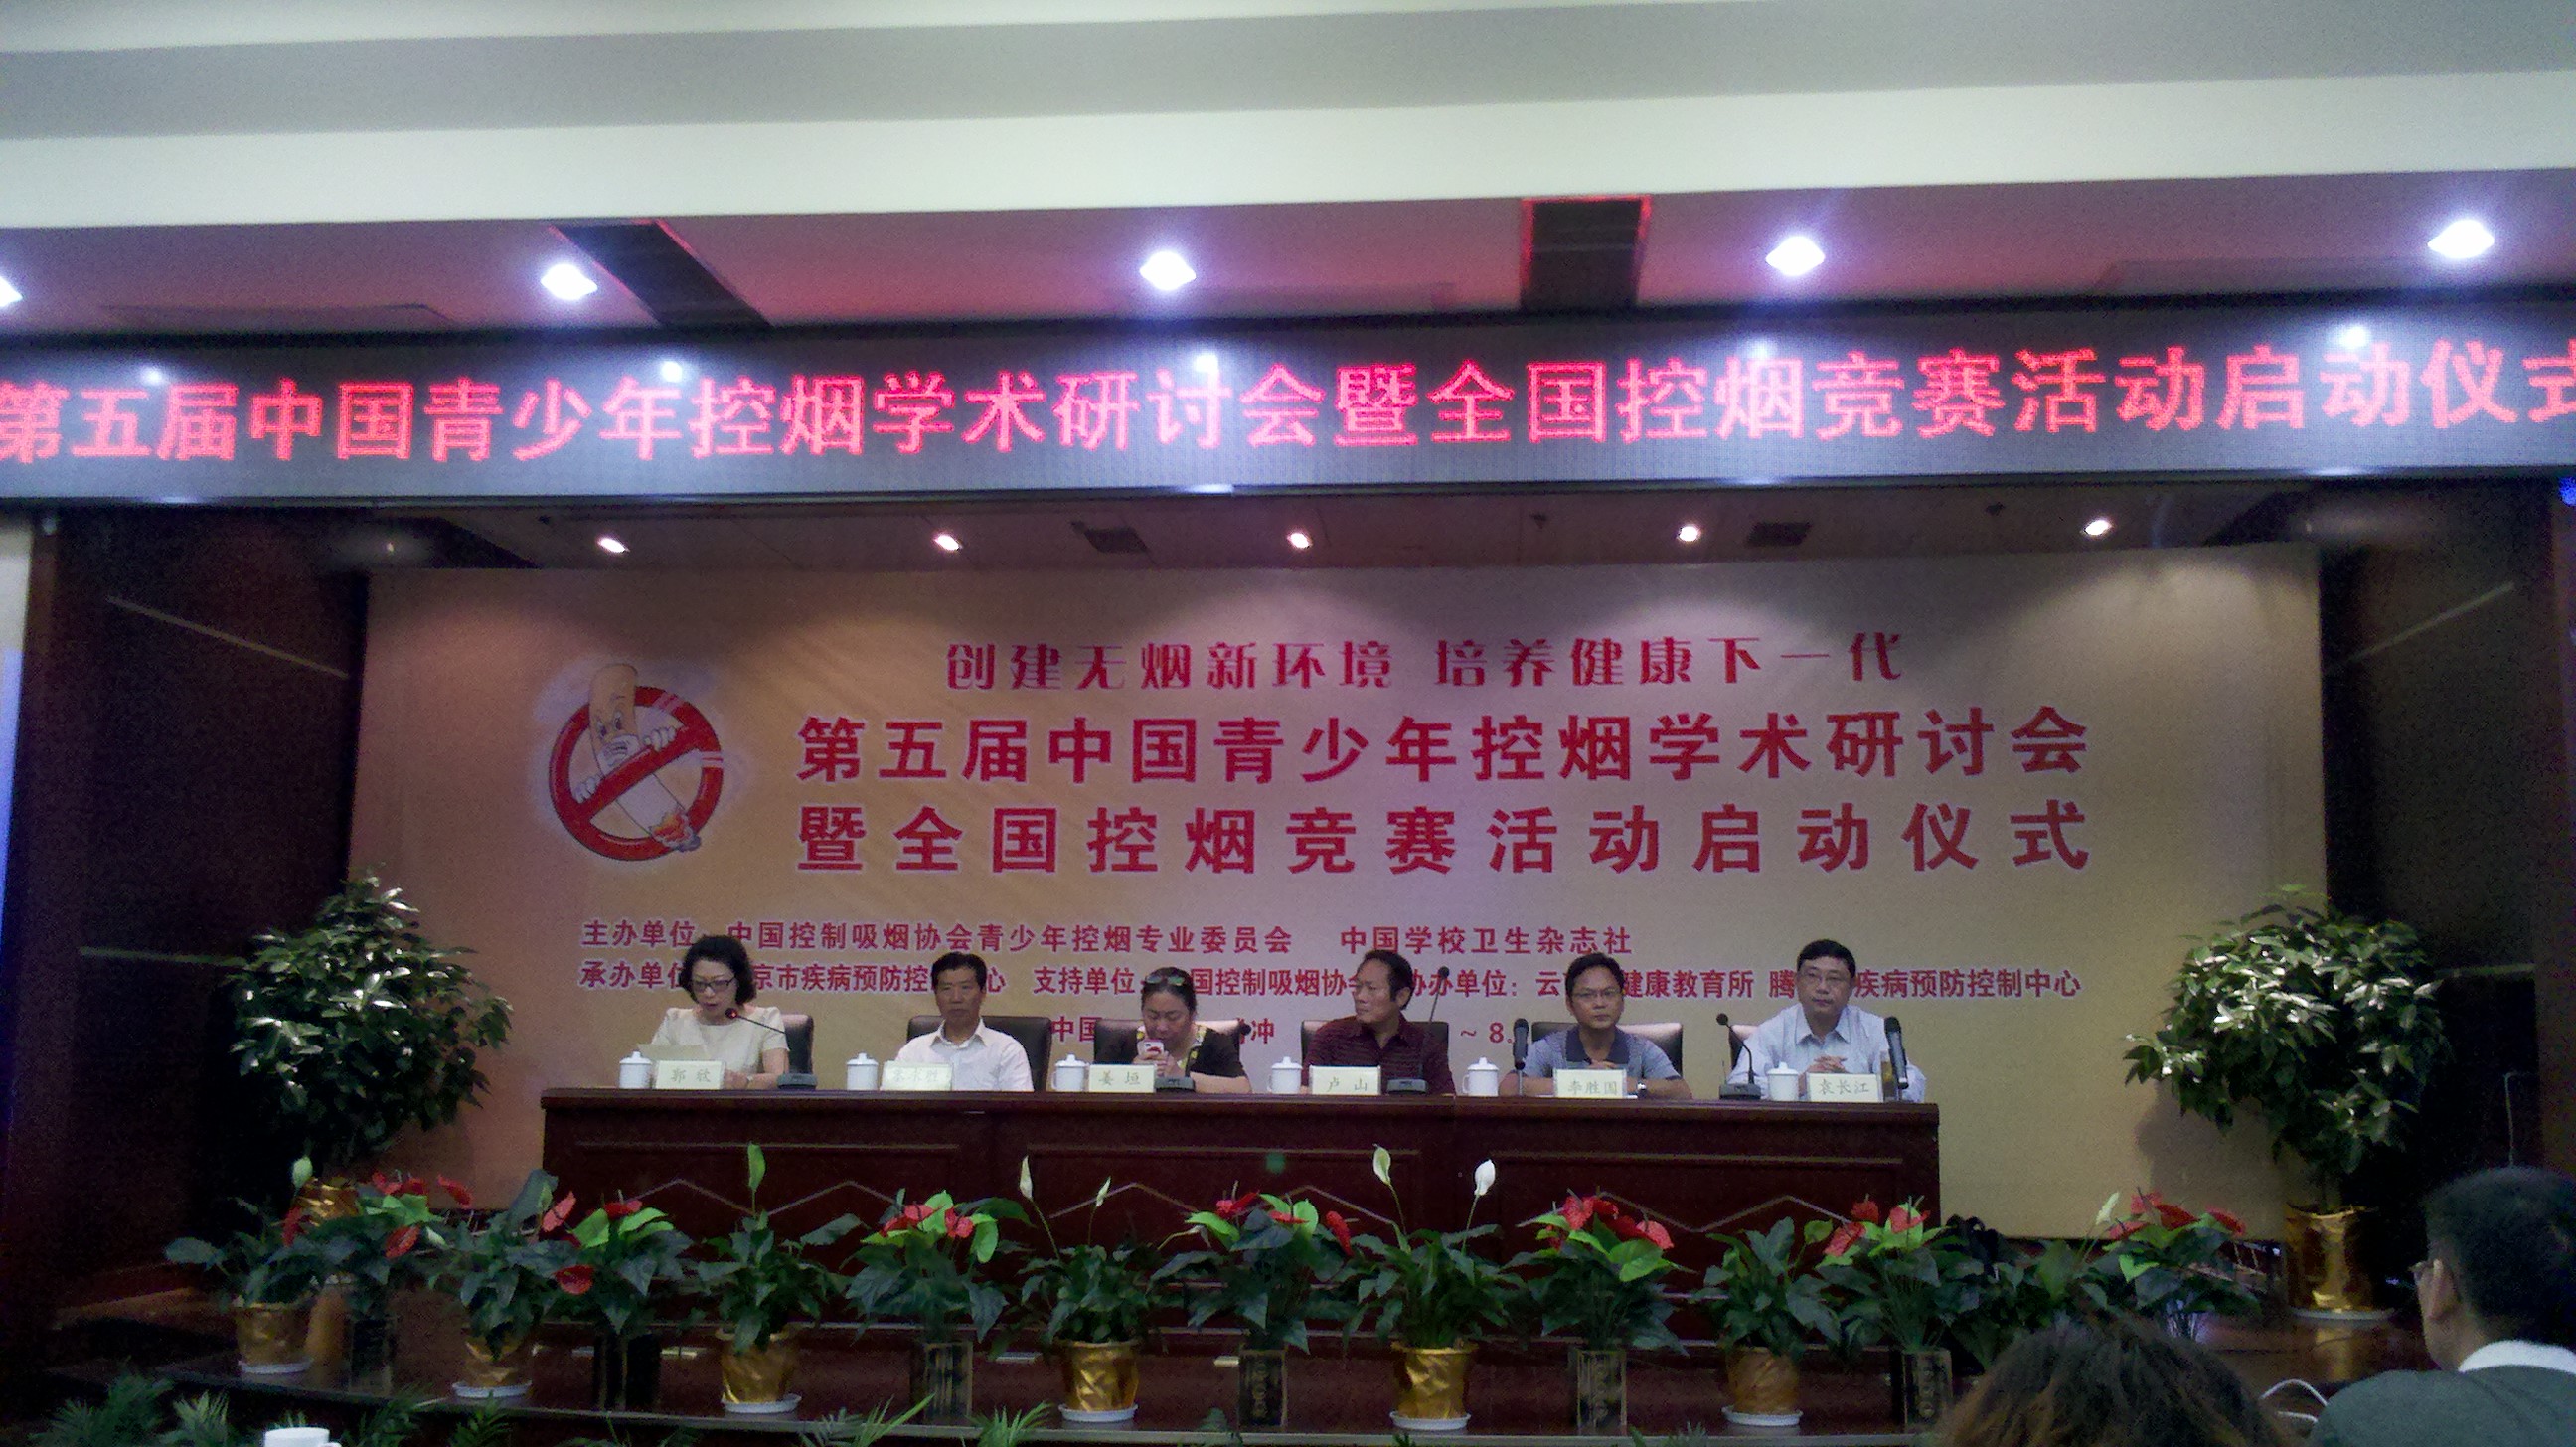 第五届中国青少年控烟学术研讨会暨全国控烟竞赛活动启动仪式
创建无烟新环境 培养健康下一代
第五届中国青少年控烟学术研讨会
暨全国控烟竞赛活动启动仪式
主办单位：中国控制吸烟协会青少年控烟专业委员会 中国学校卫生杂志社
承办单位 京市疾病预防控 心 支持单位： 国控制吸烟协会 协办单位：云 健康教育所 腾 疾病预防控制中心
中国 冲 ~ 8.
郭欣 姜垣 卢山 李胜国 袁长江